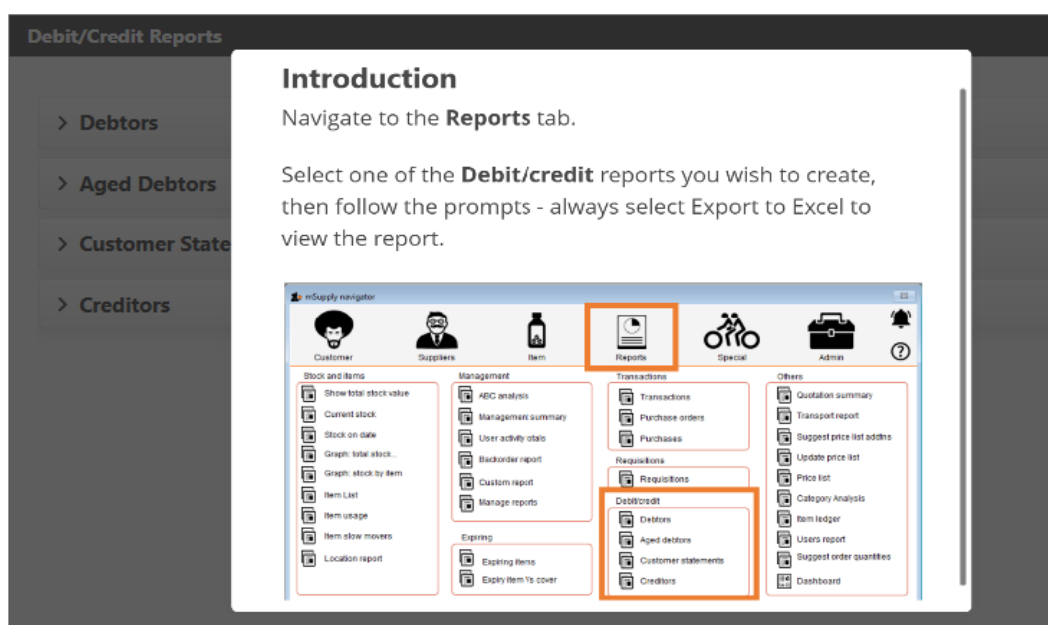 Debit/Credit Reports
Debtors
Aged Debtors
Customer State
Creditors
Introduction
Navigate to the Reports tab.
Select one of the Debit/credit reports you wish to create,
then follow the prompts - always select Export to Excel to
view the report.
mSupply navigator
Customer
Suppliers
Item
Reports
Special
Admin
Stock and items
Show total stock value
Current stock
Stock on date
Graph: total stock..
Graph: stock by item
Item List
Item usage
Item slow movers
Location report
Management
ABC analysis
Management summary
User activity totals
Backorder report
Custom report
Manage reports
Expiring
Expiring items
Expiry item Vs cover
Transactions
Transactions
Purchase orders
Purchases
Requisitions
Requisitions
Debit/credit
Debtors
Aged debtors
Customer statements
Creditors
Others
Quotation summary
Transport report
Suggest price list addtns
Update price list
Price list
Category Analysis
Item ledger
Users report
Suggest order quantities
Dashboard